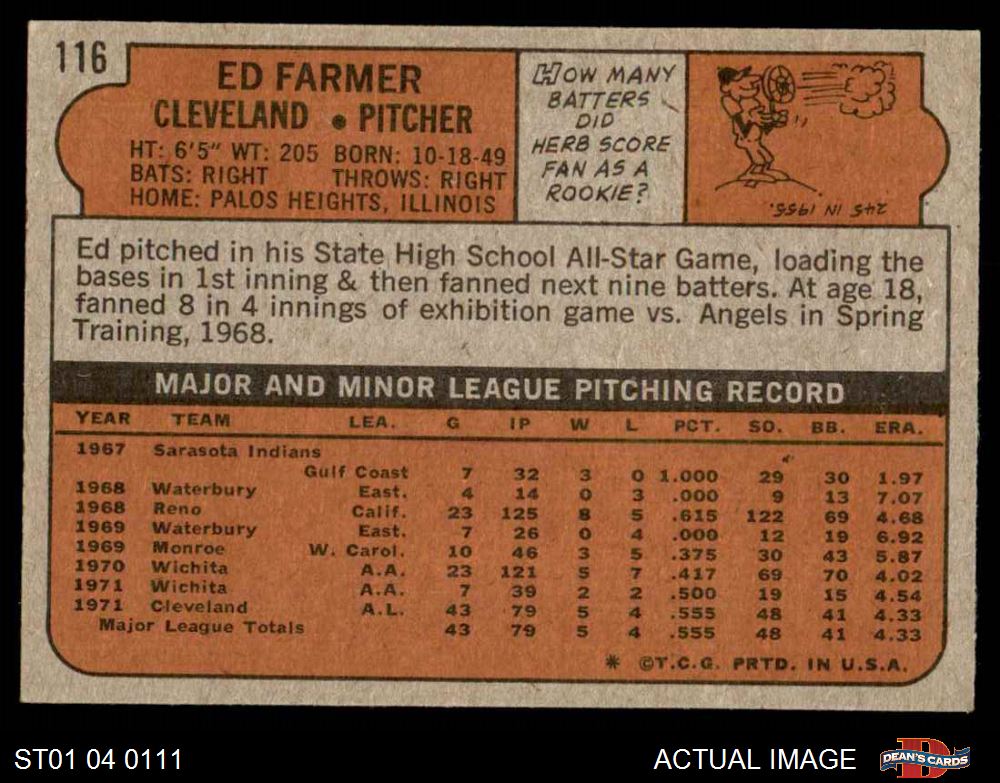 116
ED FARMER
CLEVELAND • PITCHER
HT: 6'5" WT: 205 BORN: 10-18-49
BATS: RIGHT THROWS: RIGHT
HOME: PALOS HEIGHTS, ILLINOIS
HOW MANY
BATTERS
DID
HERB SCORE
FAN AS A
ROOKIE?
245 IN 1955.
Ed pitched in his State High School All-Star Game, loading the
bases in 1st inning & then fanned next nine batters. At age 18,
fanned 8 in 4 innings of exhibition game vs. Angels in Spring
Training, 1968.
MAJOR AND MINOR LEAGUE PITCHING RECORD
YEAR TEAM LEA. G IP W L PCT. SO. BB. ERA.
1967 Sarasota Indians
Gulf Coast 7 32 3 0 1.000 29 30 1.97
1968 Waterbury East. 4 14 0 3 .000 9 13 7.07
1968 Reno Calif. 23 125 8 5 .615 122 69 4.68
1969 Waterbury East. 7 26 0 4 .000 12 19 6.92
1969 Monroe W. Carol. 10 46 3 5 .375 30 43 5.87
1970 Wichita A.A. 23 121 5 7 .417 69 70 4.02
1971 Wichita A.A. 7 39 2 2 .500 19 15 4.54
1971 Cleveland A.L. 43 79 5 4 .555 48 41 4.33
Major League Totals 43 79 5 4 .555 48 41 4.33
* ©T.C.G. PRTD. IN U.S.A.
ST01 04 0111
ACTUAL IMAGE
D
DEAN'S CARDS